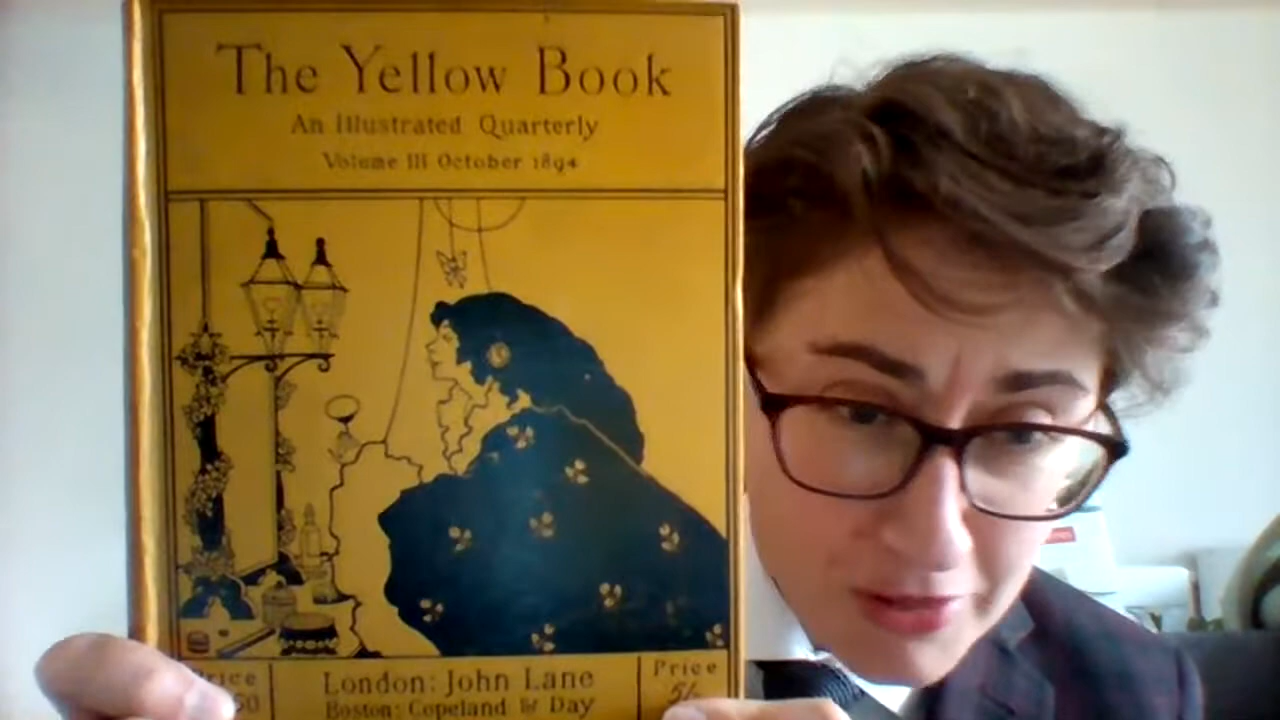 The Yellow Book
An Illustrated Quarterly
Volume III October 1894
Price
50
London: John Lane
Boston: Copeland & Day
Price
5/-